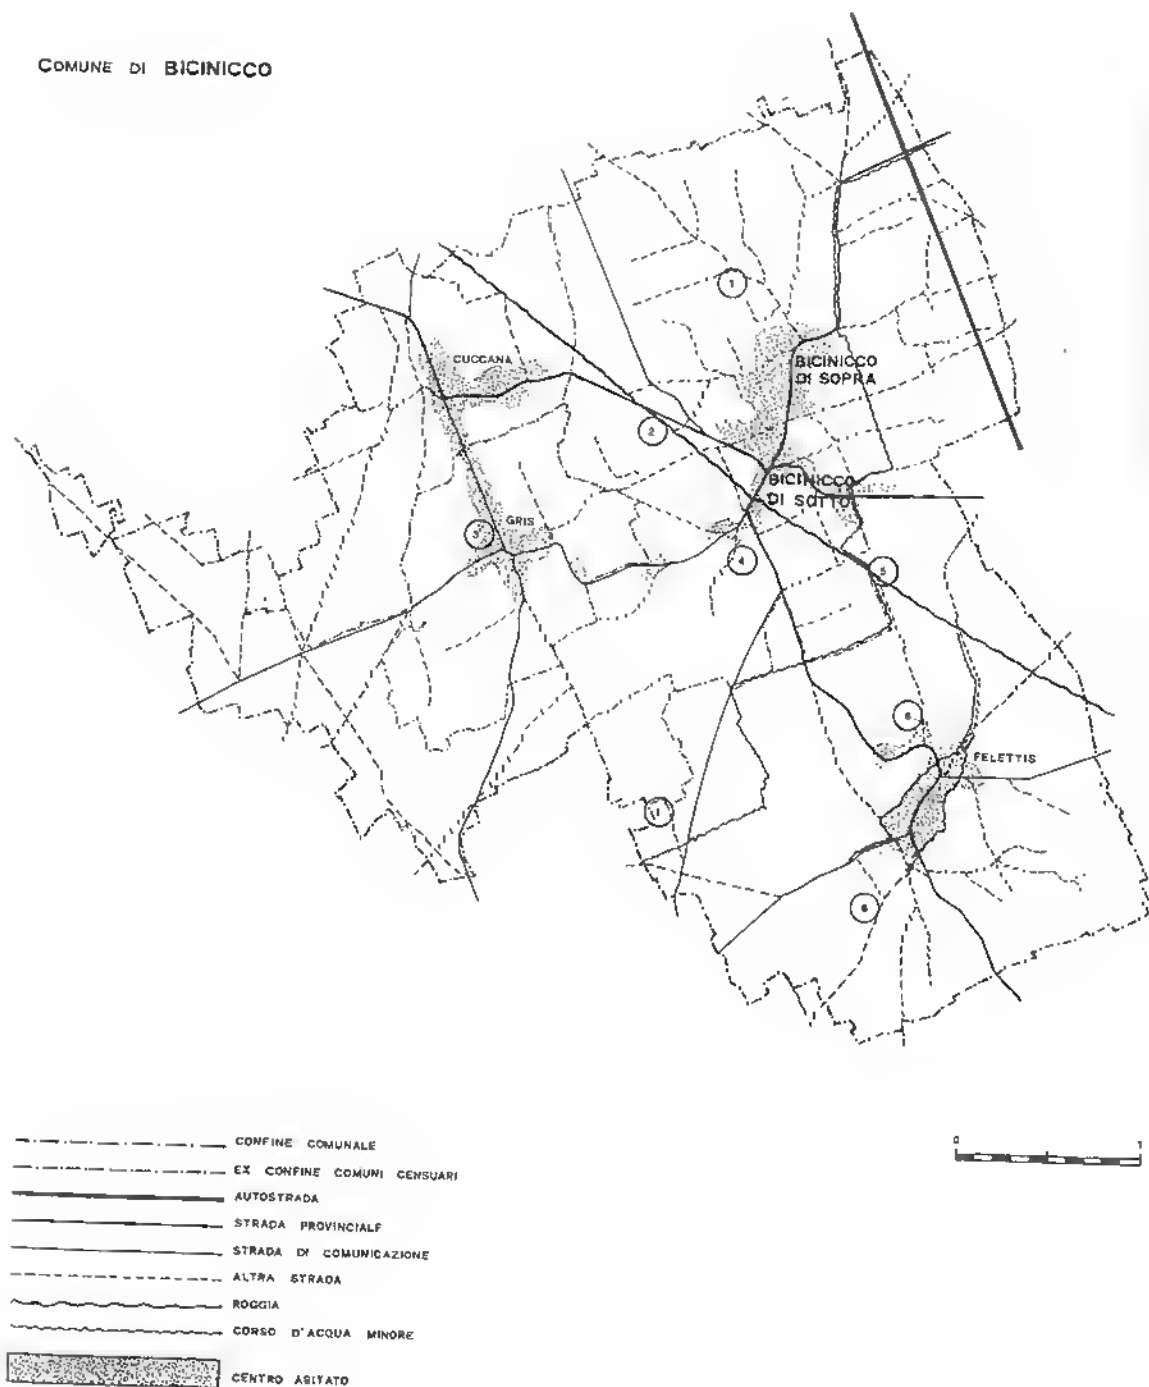 COMUNE DI BICINICCO
1
CUCCANA
BICINICCO
DI SOPRA
2
BICINICCO
DI SOTTO
3
GRIS
4
5
6
FELETTIS
17
6
CONFINE COMUNALE
EX CONFINE COMUNI CENSUARI
AUTOSTRADA
STRADA PROVINCIALE
STRADA DI COMUNICAZIONE
ALTRA STRADA
ROGGIA
CORSO D'ACQUA MINORE
CENTRO ABITATO
0 1